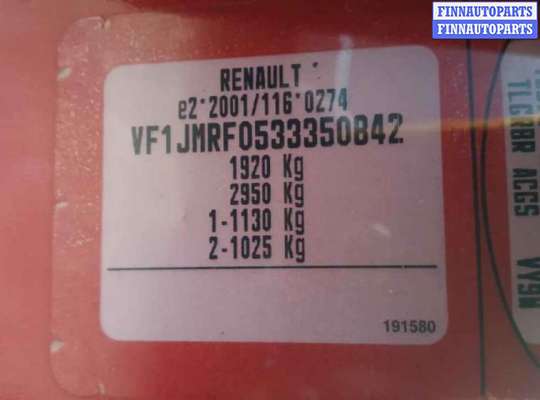 FINNAUTOPARTS
FINNAUTOPARTS
RENAULT
e2*2001/116*0274
VF1JMRF0533350842
1920 Kg
2950 Kg
1-1130 Kg
2-1025 Kg
191580
ACGS